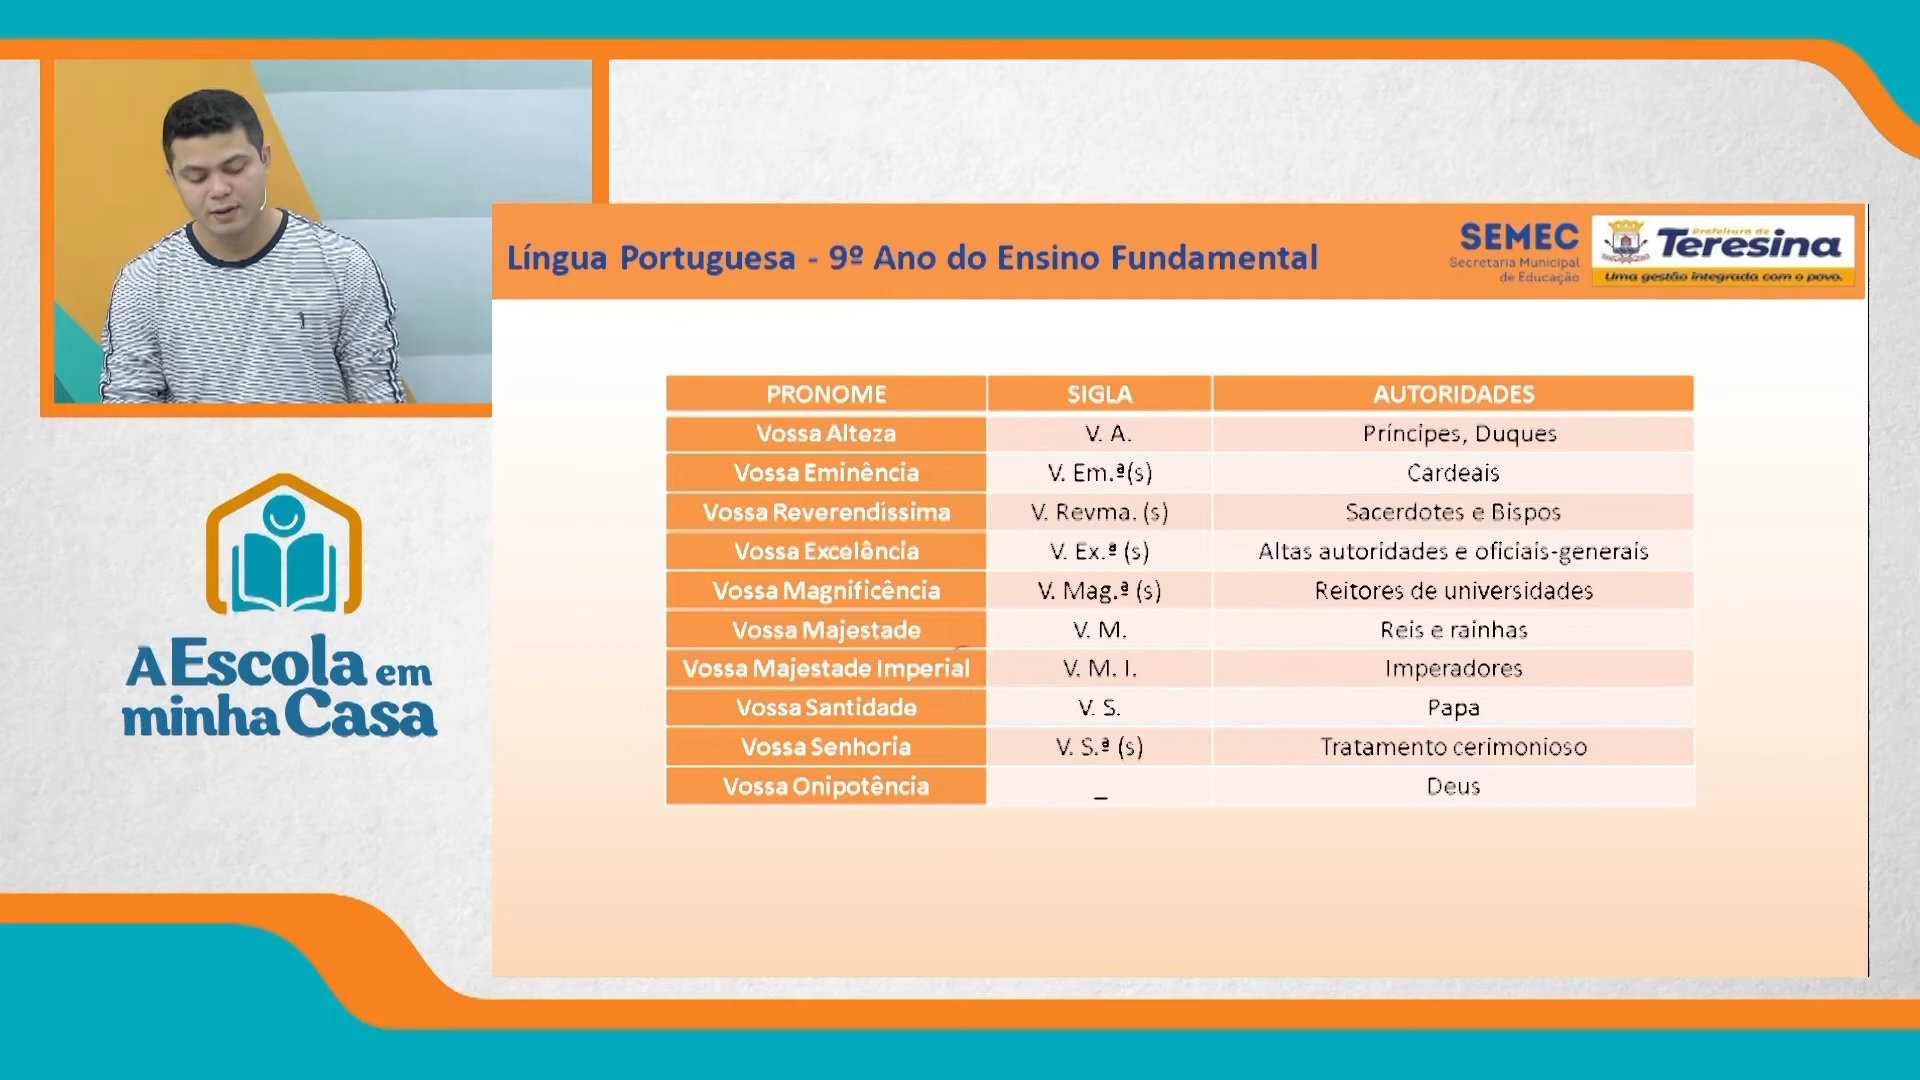 Língua Portuguesa - 9º Ano do Ensino Fundamental
SEMEC
Secretaria Municipal
de Educação
Prefeitura de
Teresina
Uma gestão integrada com o povo.
PRONOME SIGLA AUTORIDADES
Vossa Alteza V. A. Príncipes, Duques
Vossa Eminência V. Em.ª(s) Cardeais
Vossa Reverendíssima V. Revma. (s) Sacerdotes e Bispos
Vossa Excelência V. Ex.ª (s) Altas autoridades e oficiais-generais
Vossa Magnificência V. Mag.ª (s) Reitores de universidades
Vossa Majestade V. M. Reis e rainhas
Vossa Majestade Imperial V. M. I. Imperadores
Vossa Santidade V. S. Papa
Vossa Senhoria V. S.ª (s) Tratamento cerimonioso
Vossa Onipotência _ Deus
A Escola em
minha Casa